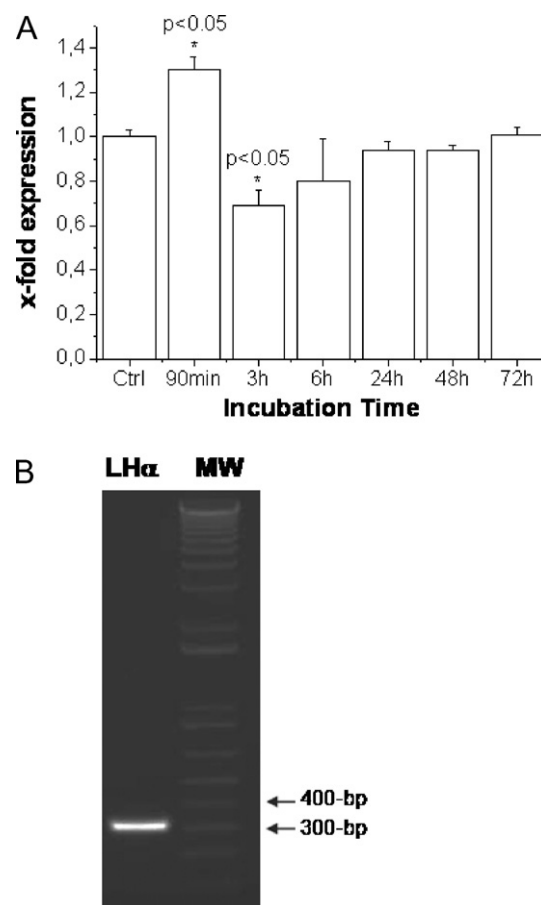 A
p<0.05
*
p<0.05
*
1,4
1,2
1,0
0,8
0,6
0,4
0,2
0,0
x-fold expression
Ctrl 90min 3h 6h 24h 48h 72h
Incubation Time
B
LHα MW
400-bp
300-bp